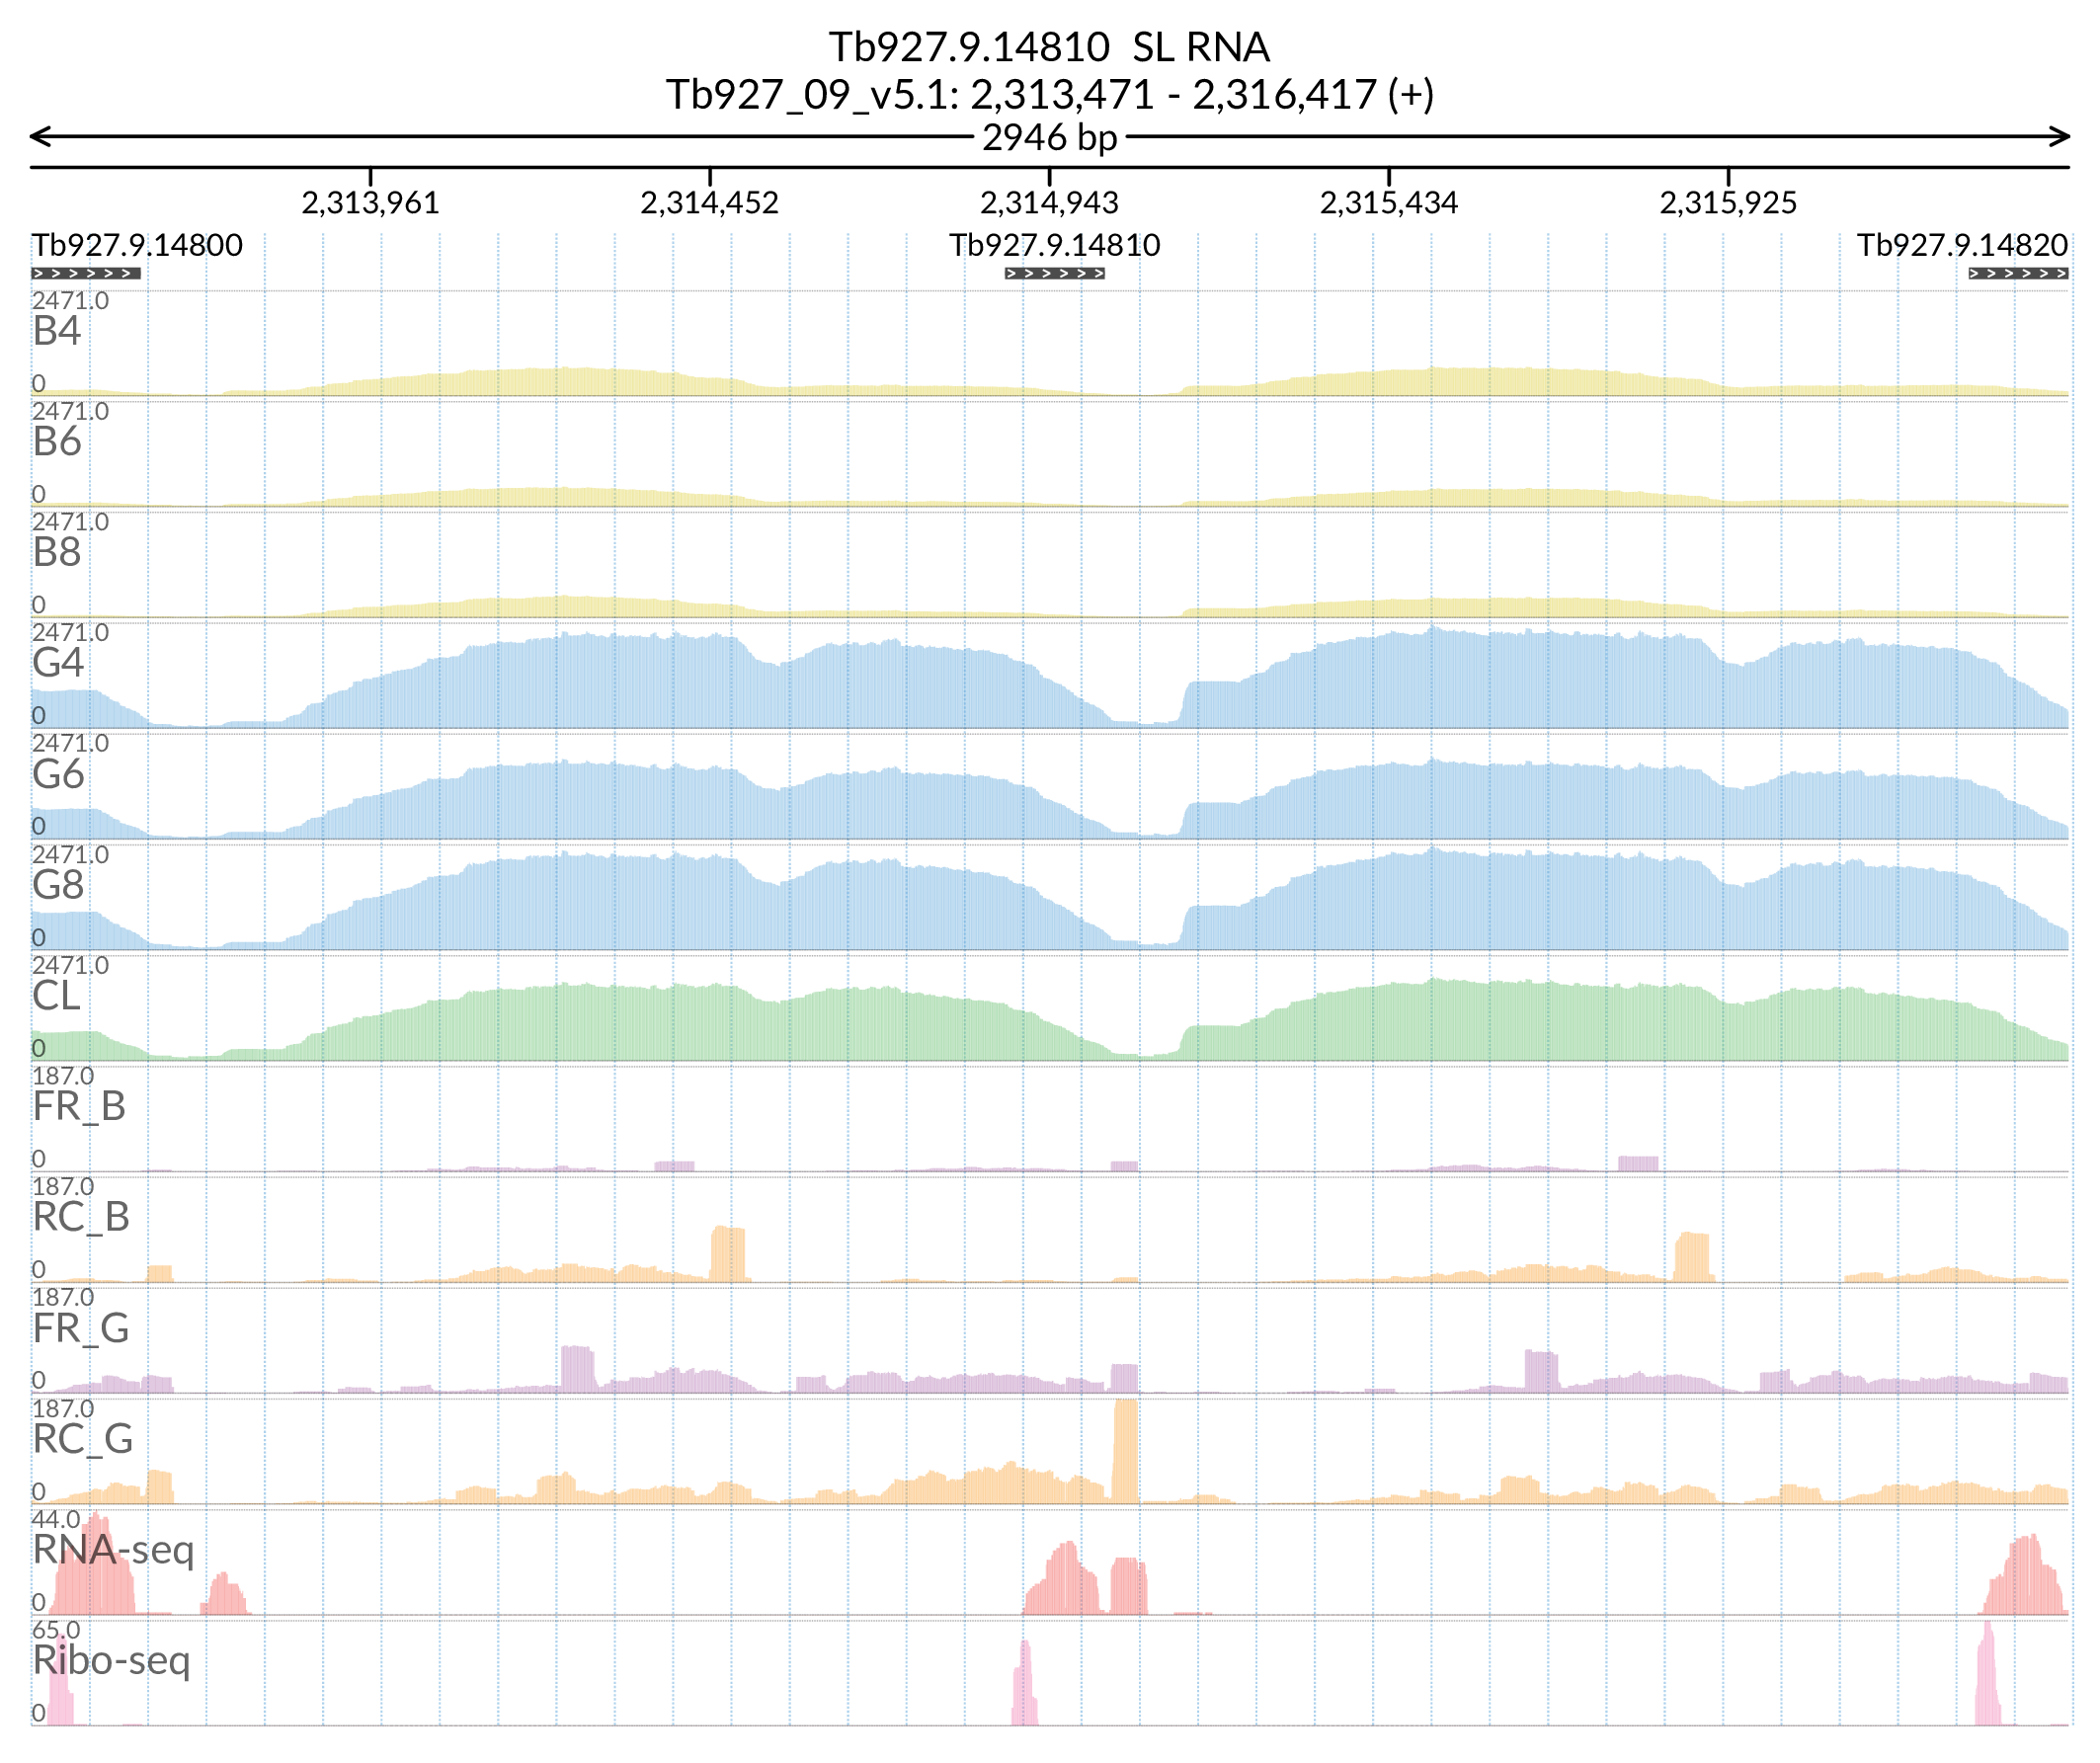 Tb927.9.14810 SL RNA
Tb927_09_v5.1: 2,313,471 - 2,316,417 (+)
2946 bp
2,313,961 2,314,452 2,314,943 2,315,434 2,315,925
Tb927.9.14800 Tb927.9.14810 Tb927.9.14820
2471.0
B4
0
2471.0
B6
0
2471.0
B8
0
2471.0
G4
0
2471.0
G6
0
2471.0
G8
0
2471.0
CL
0
187.0
FR_B
0
187.0
RC_B
0
187.0
FR_G
0
187.0
RC_G
0
44.0
RNA-seq
0
65.0
Ribo-seq
0